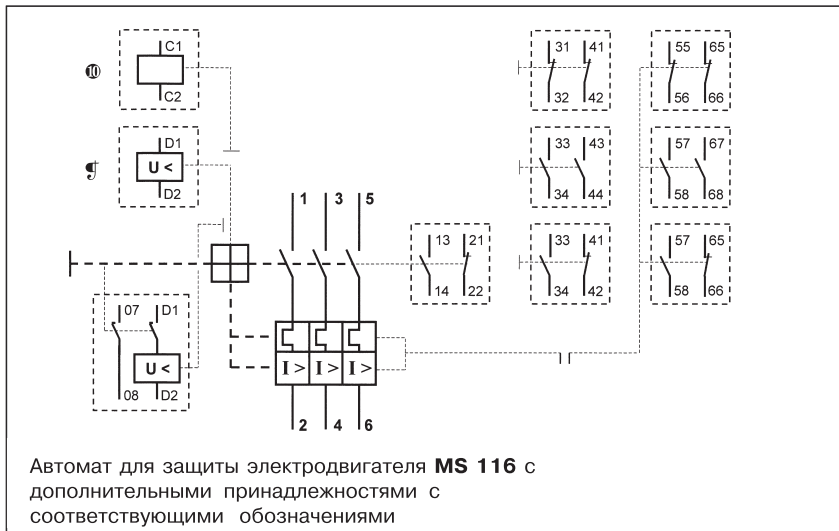 C1
31 41
55 65
❿
C2
32 42
56 66
D1
33 43
57 67
U <
D2
34 44
58 68
1 3 5
13 21
33 41
57 65
14 22
34 42
58 66
07 D1
U <
I > I > I >
08 D2
2 4 6
Автомат для защиты электродвигателя MS 116 с
дополнительными принадлежностями с
соответствующими обозначениями